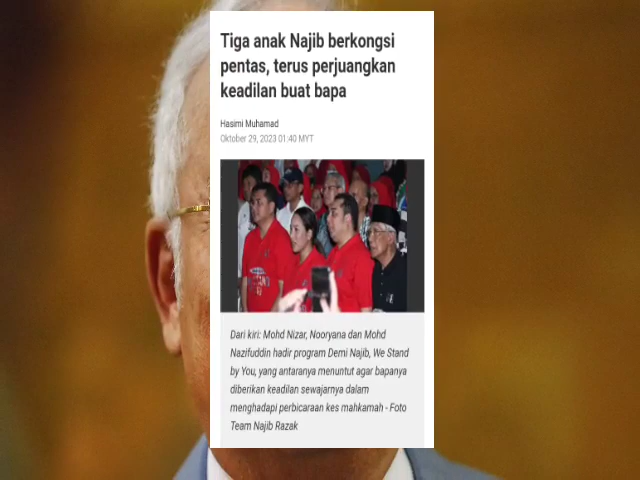 Tiga anak Najib berkongsi
pentas, terus perjuangkan
keadilan buat bapa
Hasimi Muhamad
Oktober 29, 2023 01:40 MYT
Dari kiri: Mohd Nizar, Nooryana dan Mohd
Nazifuddin hadir program Demi Najib, We Stand
by You, yang antaranya menuntut agar bapanya
diberikan keadilan sewajarnya dalam
menghadapi perbicaraan kes mahkamah - Foto
Team Najib Razak